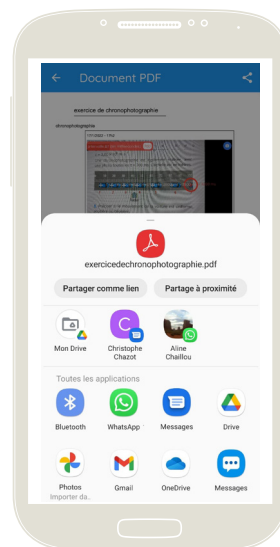 Document PDF
exercice de chronophotographie
chronophotographie
exercicedechronophotographie.pdf
Partager comme lien
Partage à proximité
Mon Drive
Christophe
Chazot
Aline
Chaillou
Toutes les applications
Bluetooth
WhatsApp
Messages
Drive
Photos
Importer da..
Gmail
OneDrive
Messages